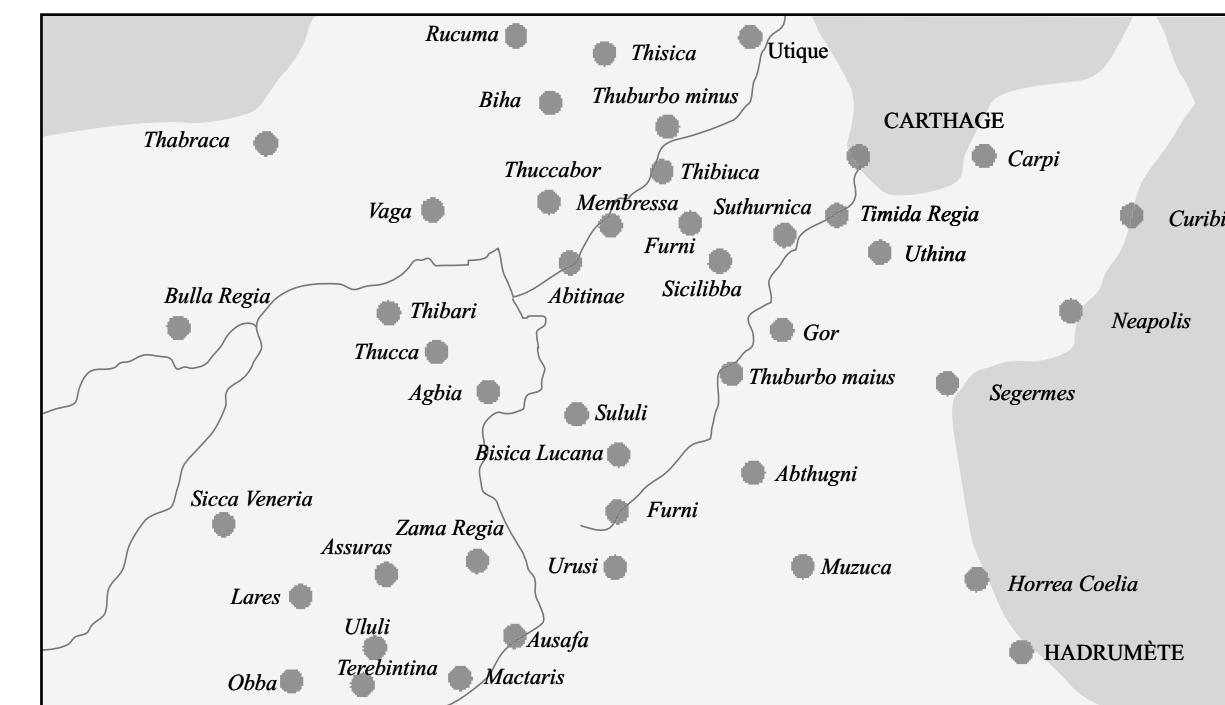 Rucuma
Thisica
Utique
Biha
Thuburbo minus
CARTHAGE
Thabraca
Carpi
Thuccabor
Thibiuca
Vaga
Membressa
Suthurnica
Timida Regia
Curibi
Furni
Uthina
Sicilibba
Bulla Regia
Abitinae
Thibari
Neapolis
Gor
Thucca
Thuburbo maius
Agbia
Segermes
Sululi
Bisica Lucana
Abthugni
Sicca Veneria
Furni
Zama Regia
Assuras
Urusi
Muzuca
Horrea Coelia
Lares
Ululi
Ausafa
HADRUMÈTE
Terebintina
Mactaris
Obba